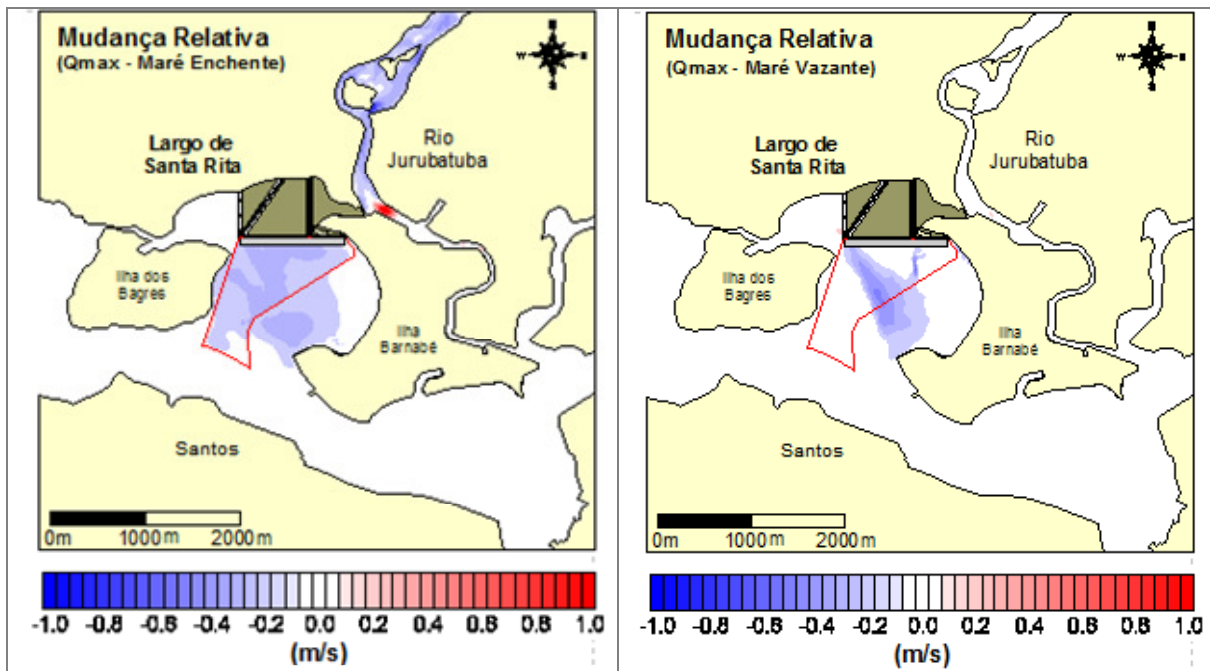 Mudança Relativa
(Qmax - Maré Enchente)
W
Largo de
Santa Rita
Rio
Jurubatuba
Ilha dos
Bagres
Ilha
Barnabé
Santos
0m 1000m 2000m
-1.0 -0.8 -0.6 -0.4 -0.2 0.0 0.2 0.4 0.6 0.8 1.0
(m/s)
Mudança Relativa
(Qmax - Maré Vazante)
W
Largo de
Santa Rita
Rio
Jurubatuba
Ilha dos
Bagres
Ilha
Barnabé
Santos
0m 1000m 2000m
-1.0 -0.8 -0.6 -0.4 -0.2 0.0 0.2 0.4 0.6 0.8 1.0
(m/s)